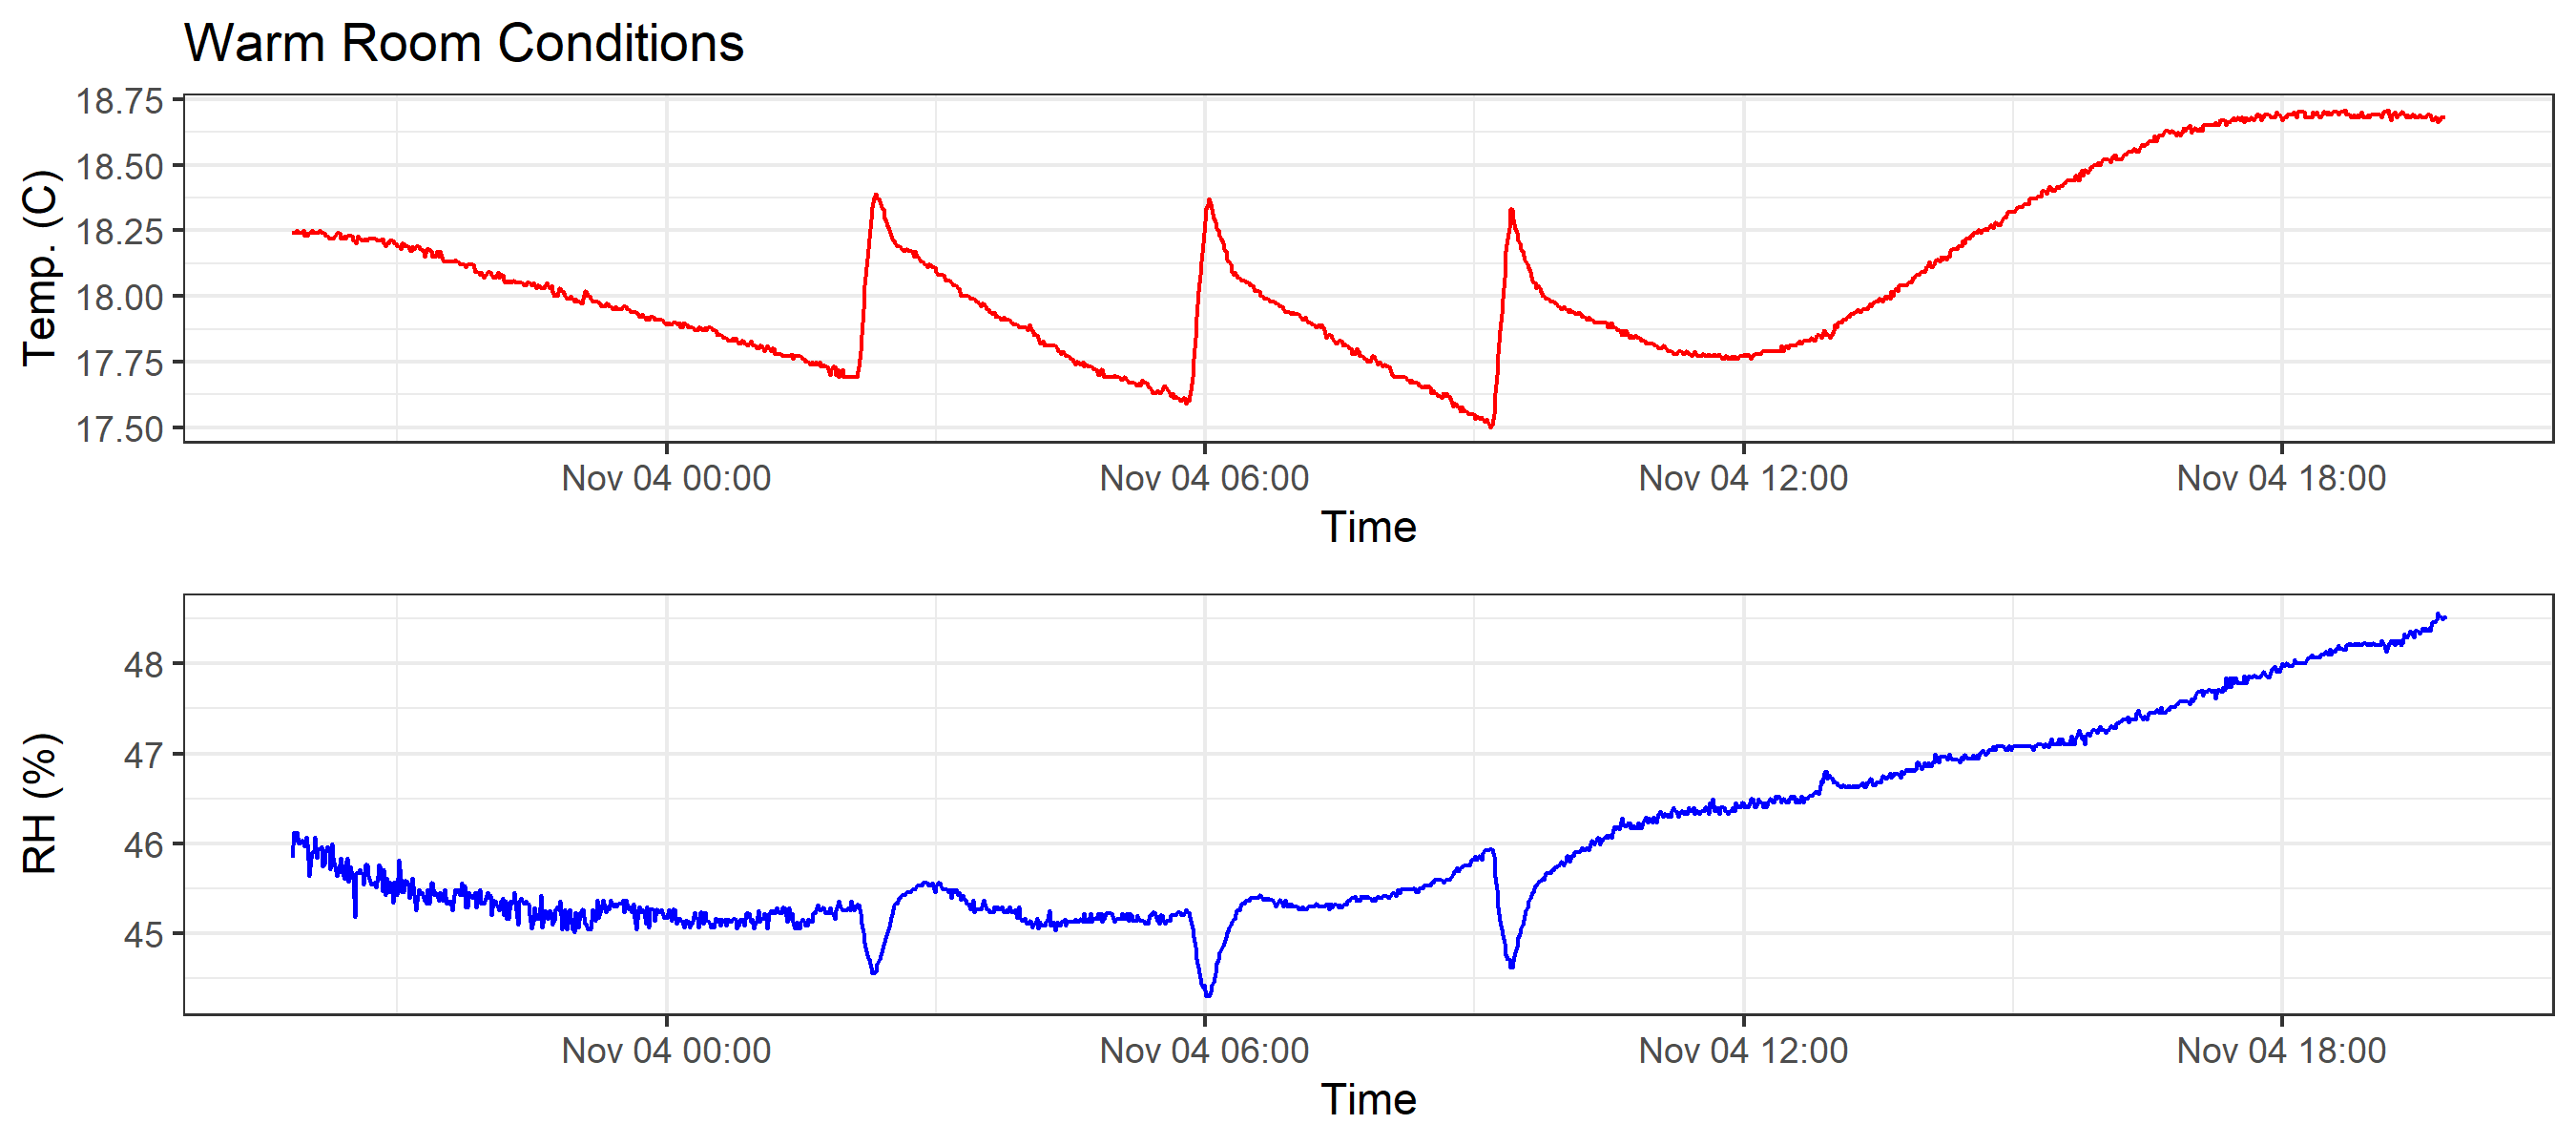 Warm Room Conditions
18.75
18.50
18.25
18.00
17.75
17.50
Temp. (C)
Nov 04 00:00 Nov 04 06:00 Nov 04 12:00 Nov 04 18:00
Time
48
47
46
45
RH (%)
Nov 04 00:00 Nov 04 06:00 Nov 04 12:00 Nov 04 18:00
Time